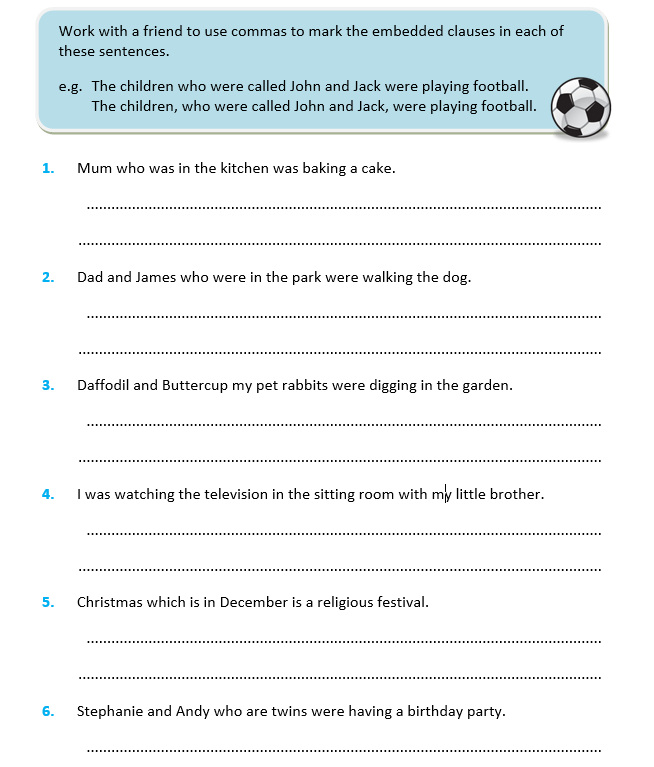 Work with a friend to use commas to mark the embedded clauses in each of
these sentences.
e.g. The children who were called John and Jack were playing football.
The children, who were called John and Jack, were playing football.
1. Mum who was in the kitchen was baking a cake.
2. Dad and James who were in the park were walking the dog.
3. Daffodil and Buttercup my pet rabbits were digging in the garden.
4. I was watching the television in the sitting room with my little brother.
5. Christmas which is in December is a religious festival.
6. Stephanie and Andy who are twins were having a birthday party.